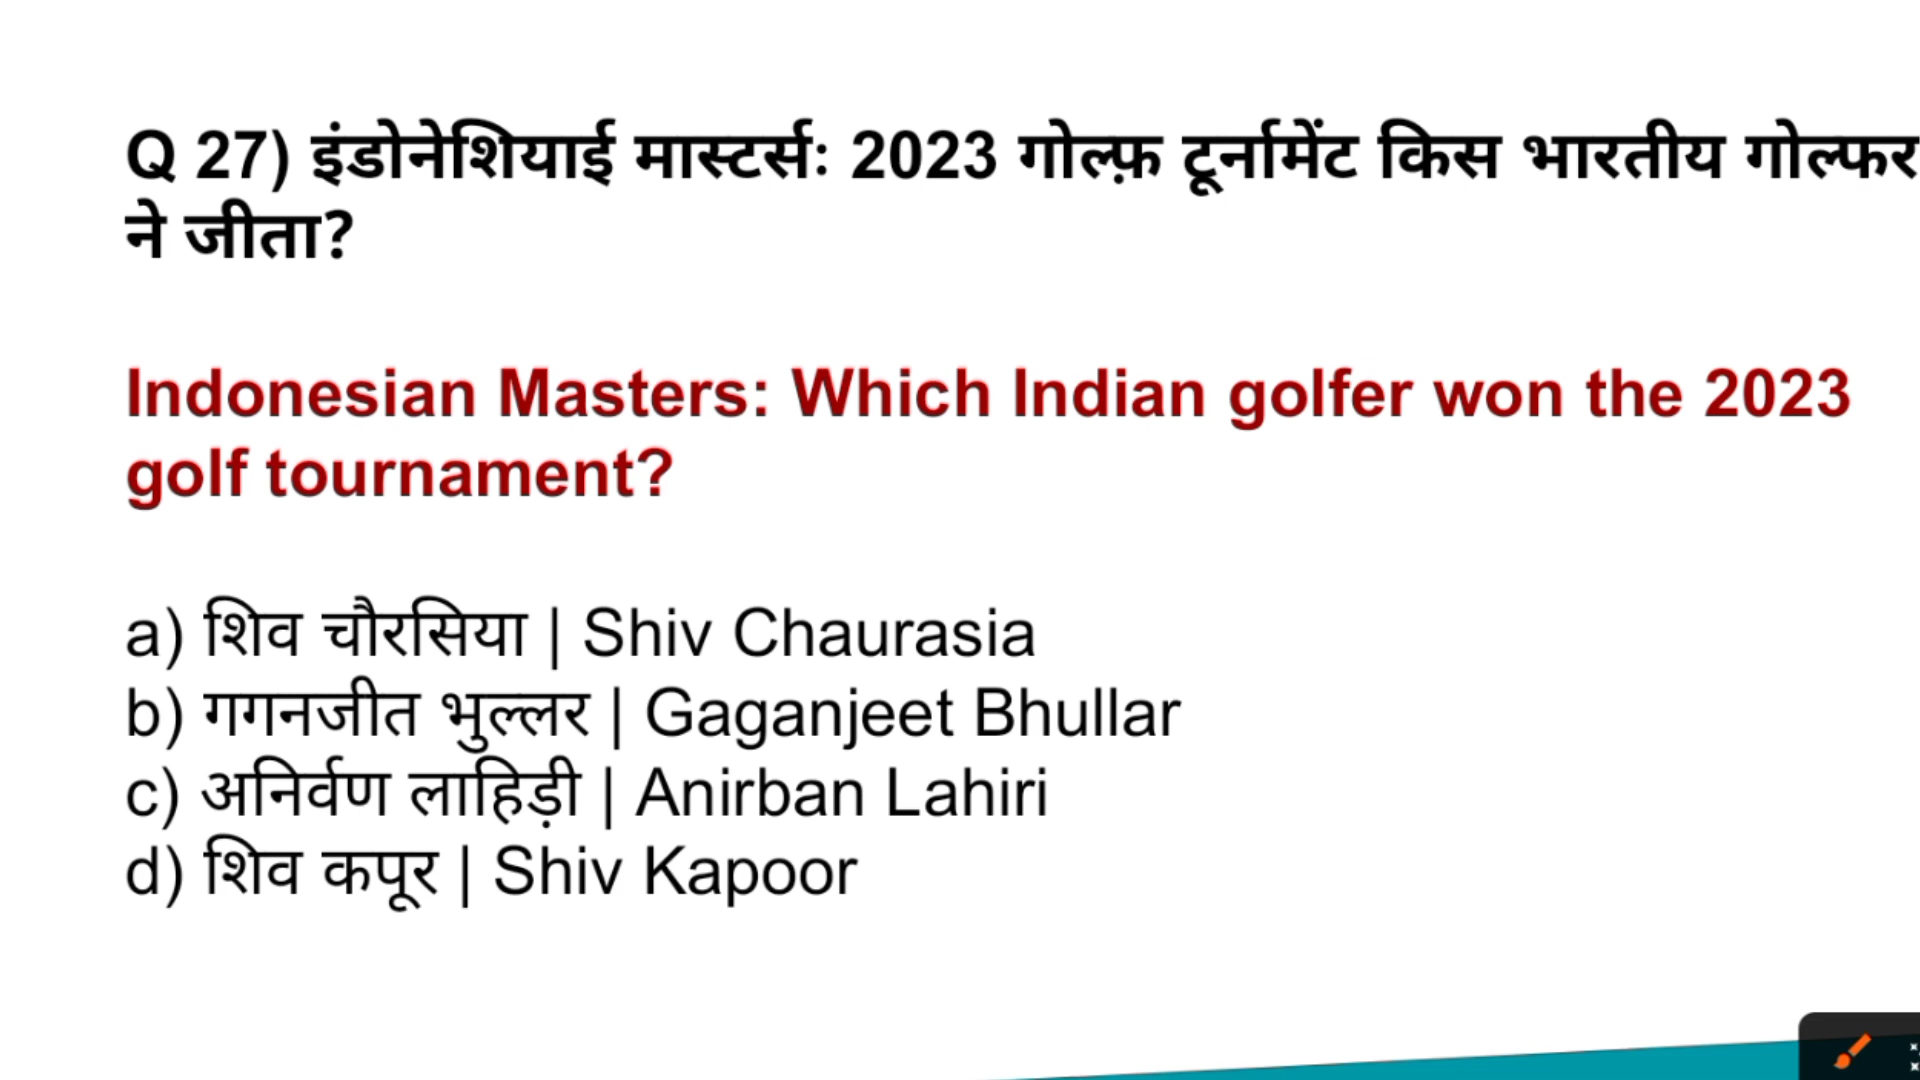 Q 27) इंडोनेशियाई मास्टर्स: 2023 गोल्फ़ टूर्नामेंट किस भारतीय गोल्फर
ने जीता?
Indonesian Masters: Which Indian golfer won the 2023
golf tournament?
a) शिव चौरसिया | Shiv Chaurasia
b) गगनजीत भुल्लर | Gaganjeet Bhullar
c) अनिर्वण लाहिड़ी | Anirban Lahiri
d) शिव कपूर | Shiv Kapoor